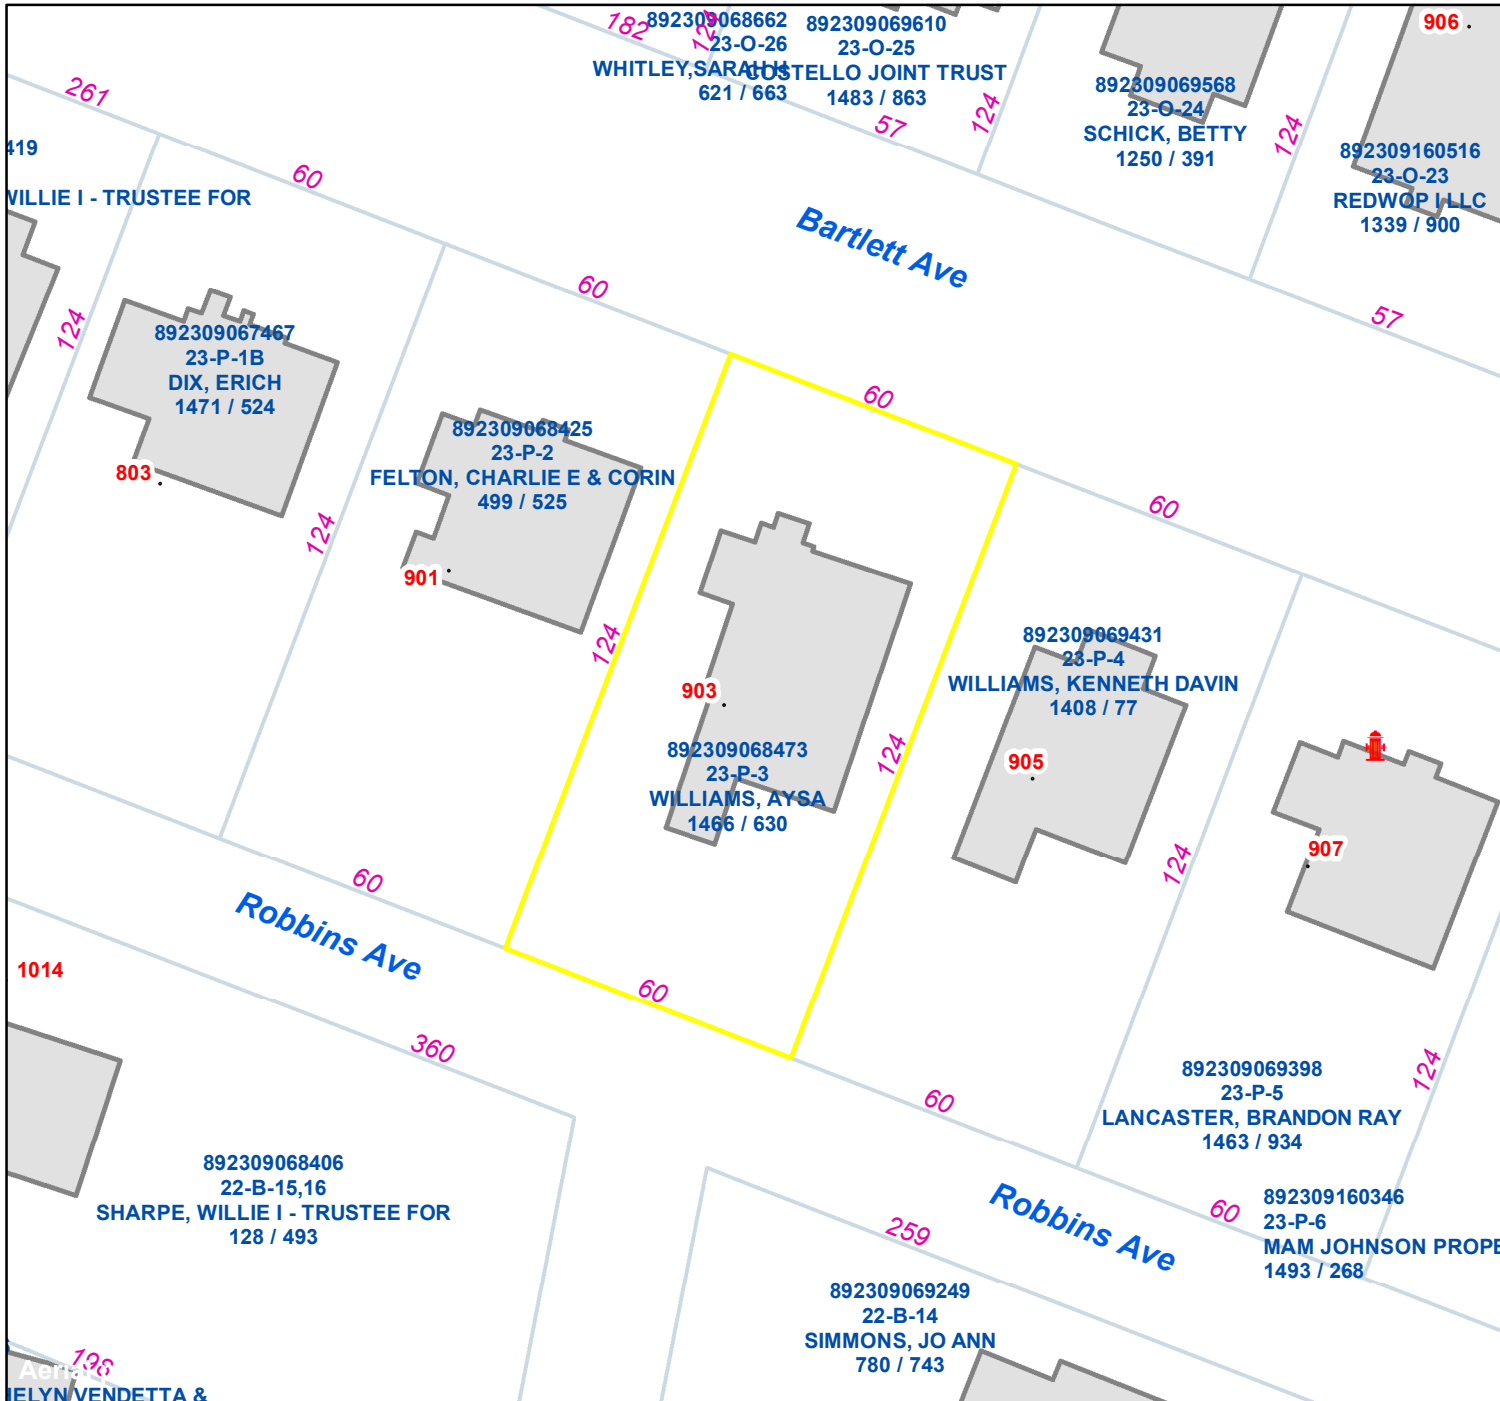 182
892309068662
23-O-26
WHITLEY,SARAH H
621 / 663
124
892309069610
23-O-25
COSTELLO JOINT TRUST
1483 / 863
57
124
892309069568
23-O-24
SCHICK, BETTY
1250 / 391
124
906
892309160516
23-O-23
REDWOP I LLC
1339 / 900
57
261
419
WILLIE I - TRUSTEE FOR
60
Bartlett Ave
60
124
892309067467
23-P-1B
DIX, ERICH
1471 / 524
803
892309068425
23-P-2
FELTON, CHARLIE E & CORIN
499 / 525
901
124
60
60
124
903
892309068473
23-P-3
WILLIAMS, AYSA
1466 / 630
124
892309069431
23-P-4
WILLIAMS, KENNETH DAVIN
1408 / 77
905
907
124
60
Robbins Ave
60
1014
360
60
892309069398
23-P-5
LANCASTER, BRANDON RAY
1463 / 934
124
892309068406
22-B-15,16
SHARPE, WILLIE I - TRUSTEE FOR
128 / 493
Robbins Ave
60
892309160346
23-P-6
MAM JOHNSON PROPE
1493 / 268
259
892309069249
22-B-14
SIMMONS, JO ANN
780 / 743
198
VENDETTA &